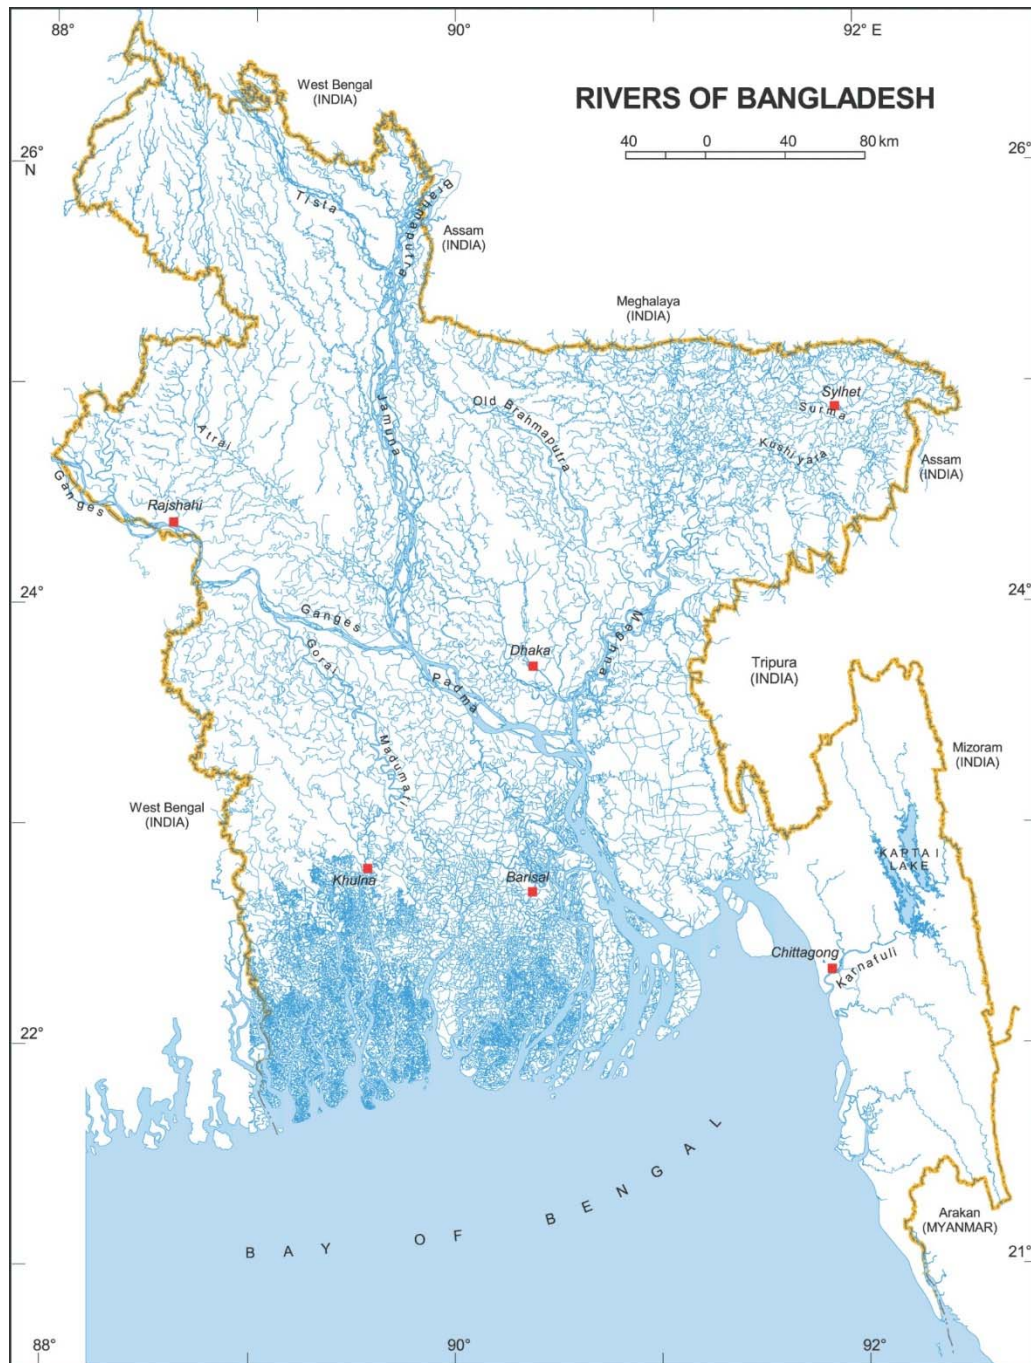 88°
90°
92° E
West Bengal
(INDIA)
RIVERS OF BANGLADESH
40 0 40 80 km
26°
N
26°
Brahmaputra
Tista
Assam
(INDIA)
Meghalaya
(INDIA)
Sylhet
Surma
Jamuna
Old Brahmaputra
Atrai
Kushiyara
Assam
(INDIA)
Ganges
Rajshahi
24°
24°
Ganges
Megna
Gorai
Dhaka
Tripura
(INDIA)
Padma
Madumati
Mizoram
(INDIA)
West Bengal
(INDIA)
KAPTAI
LAKE
Khulna
Barisal
Chittagong
Karnafuli
22°
BAY OF BENGAL
Arakan
(MYANMAR)
21°
88°
90°
92°